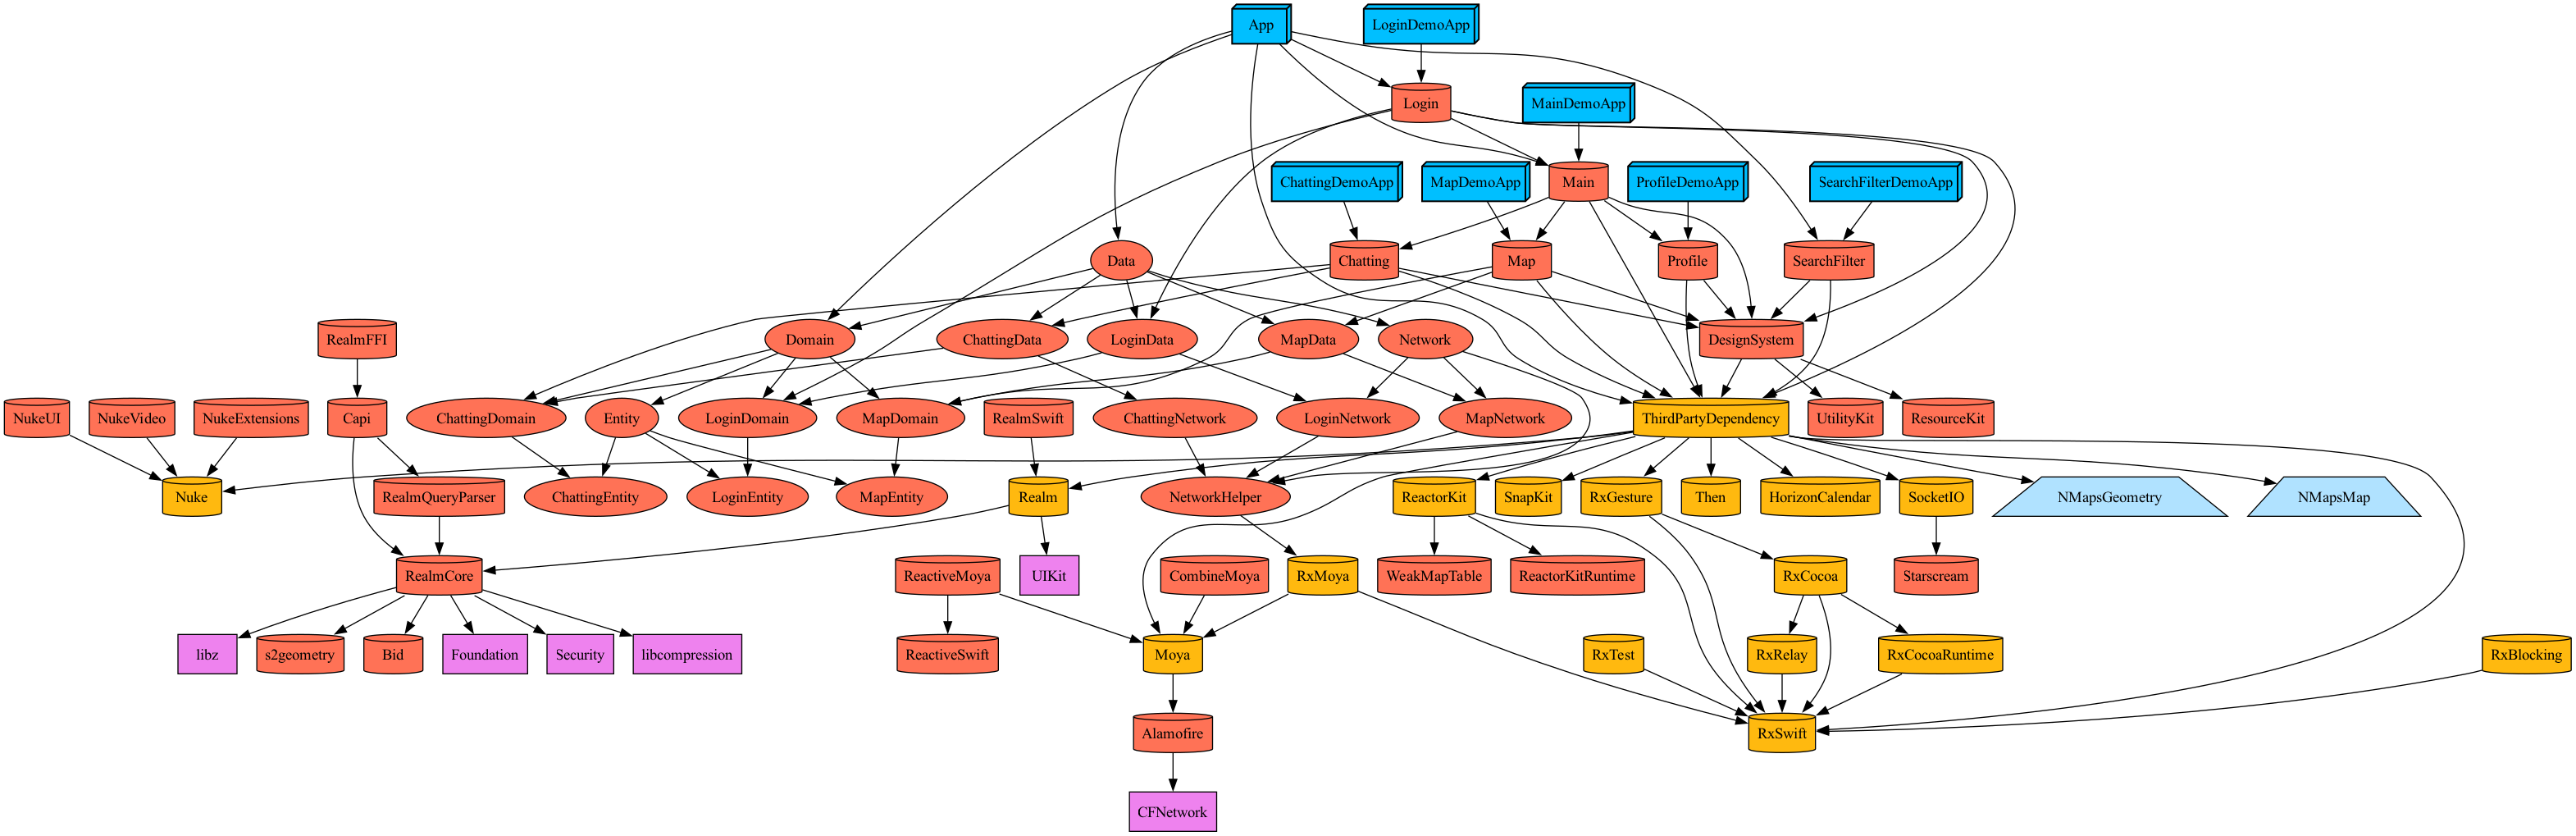 App
LoginDemoApp
Login
MainDemoApp
ChattingDemoApp
MapDemoApp
Main
ProfileDemoApp
SearchFilterDemoApp
Data
Chatting
Map
Profile
SearchFilter
RealmFFI
Domain
ChattingData
LoginData
MapData
Network
DesignSystem
NukeUI
NukeVideo
NukeExtensions
Capi
ChattingDomain
Entity
LoginDomain
MapDomain
RealmSwift
ChattingNetwork
LoginNetwork
MapNetwork
ThirdPartyDependency
UtilityKit
ResourceKit
Nuke
RealmQueryParser
ChattingEntity
LoginEntity
MapEntity
Realm
NetworkHelper
ReactorKit
SnapKit
RxGesture
Then
HorizonCalendar
SocketIO
NMapsGeometry
NMapsMap
RealmCore
ReactiveMoya
UIKit
CombineMoya
RxMoya
WeakMapTable
ReactorKitRuntime
RxCocoa
Starscream
libz
s2geometry
Bid
Foundation
Security
libcompression
ReactiveSwift
Moya
RxTest
RxRelay
RxCocoaRuntime
RxBlocking
Alamofire
RxSwift
CFNetwork